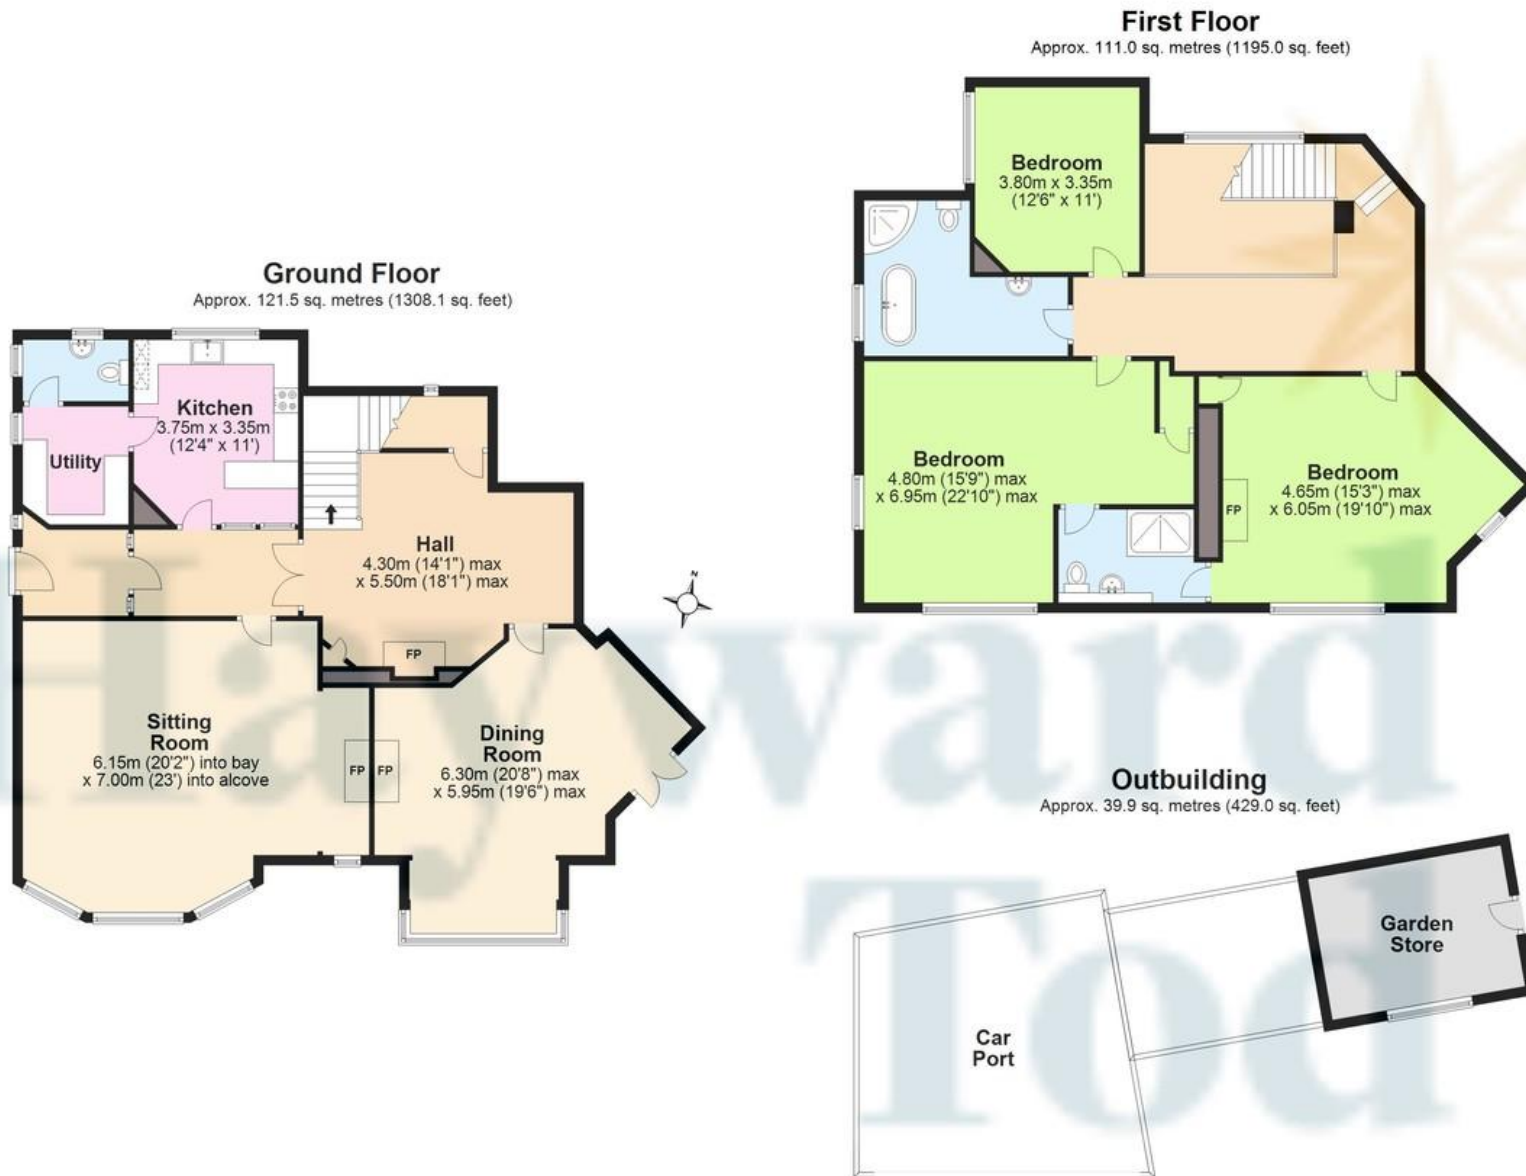 First Floor
Approx. 111.0 sq. metres (1195.0 sq. feet)
Bedroom
3.80m x 3.35m
(12'6" x 11')
Bedroom
4.80m (15'9") max
x 6.95m (22'10") max
Bedroom
4.65m (15'3") max
x 6.05m (19'10") max
FP
Ground Floor
Approx. 121.5 sq. metres (1308.1 sq. feet)
Kitchen
3.75m x 3.35m
(12'4" x 11')
Utility
Hall
4.30m (14'1") max
x 5.50m (18'1") max
N
FP
Sitting
Room
6.15m (20'2") into bay
x 7.00m (23') into alcove
FP
FP
Dining
Room
6.30m (20'8") max
x 5.95m (19'6") max
Outbuilding
Approx. 39.9 sq. metres (429.0 sq. feet)
Garden
Store
Car
Port
Hayward
Tod